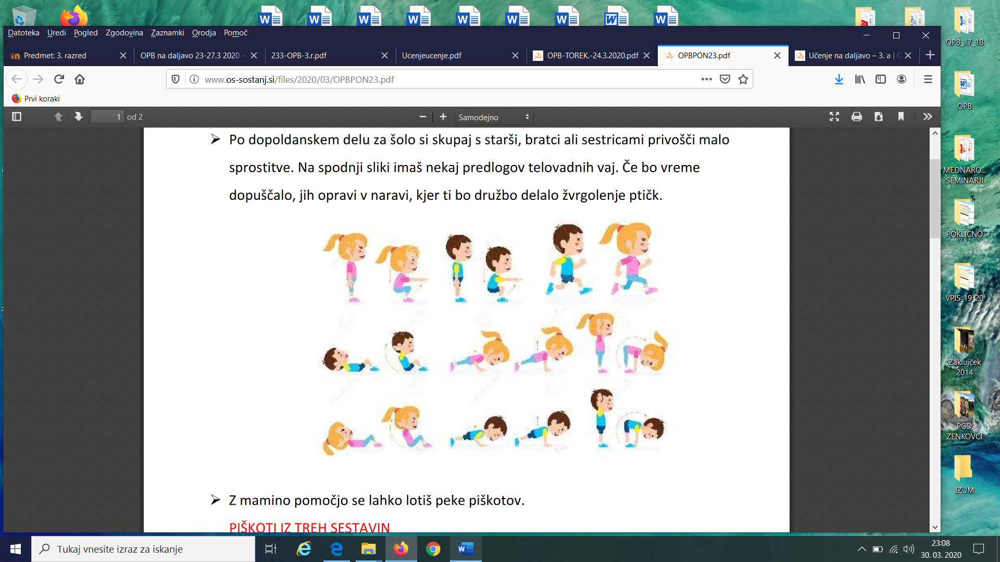 OPB_17_18
Datoteka Uredi Pogled Zgodovina Zaznamki Orodja Pomoč
Predmet: 3. razred
OPB na daljavo 23-27.3 2020 –
233-OPB-3.r.pdf
Ucenjeucenje.pdf
OPB-TOREK.-24.3.2020.pdf
OPBPON23.pdf
Učenje na daljavo – 3. a |
www.os-sostanj.si/files/2020/03/OPBPON23.pdf
Prvi koraki
1 od 2
Samodejno
Po dopoldanskem delu za šolo si skupaj s starši, bratci ali sestricami privošči malo
sprostitve. Na spodnji sliki imaš nekaj predlogov telovadnih vaj. Če bo vreme
dopuščalo, jih opravi v naravi, kjer ti bo družbo delalo žvrgolenje ptičk.
Z mamino pomočjo se lahko lotiš peke piškotov.
PIŠKOTI IZ TREH SESTAVIN
OPB
MEDNARO...
SEMINARJI
POKLICNO
VPIS_19_20
Zaključek
2014
PGD
ZENKOVCI
IZUM
Tukaj vnesite izraz za iskanje
23:08
30. 03. 2020